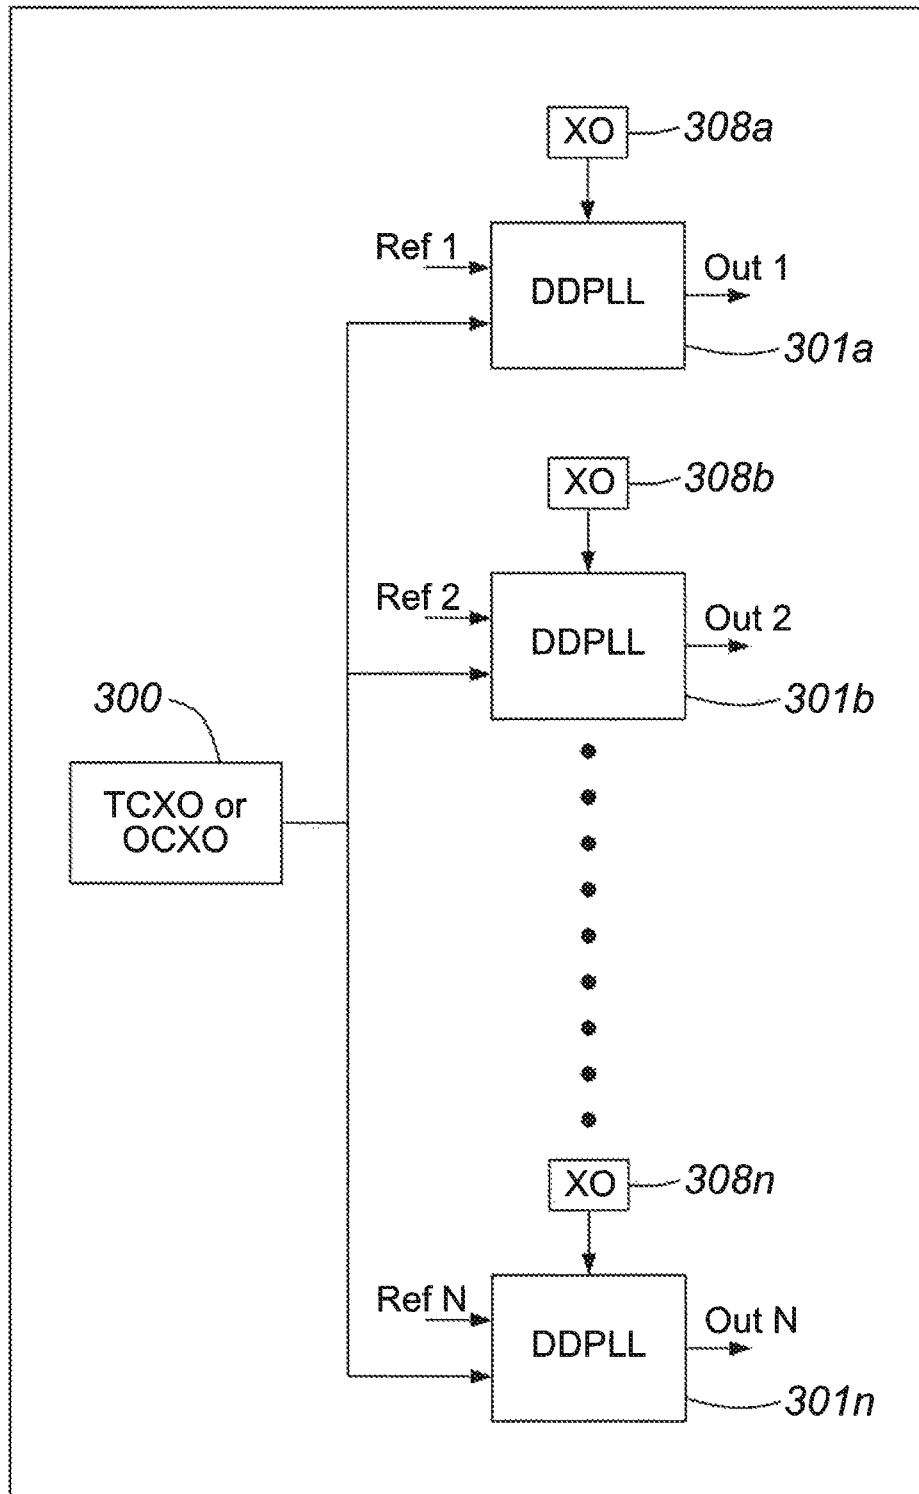 XO
308a
Ref 1
DDPLL
Out 1
301a
XO
308b
Ref 2
DDPLL
Out 2
301b
300
TCXO or
OCXO
XO
308n
Ref N
DDPLL
Out N
301n